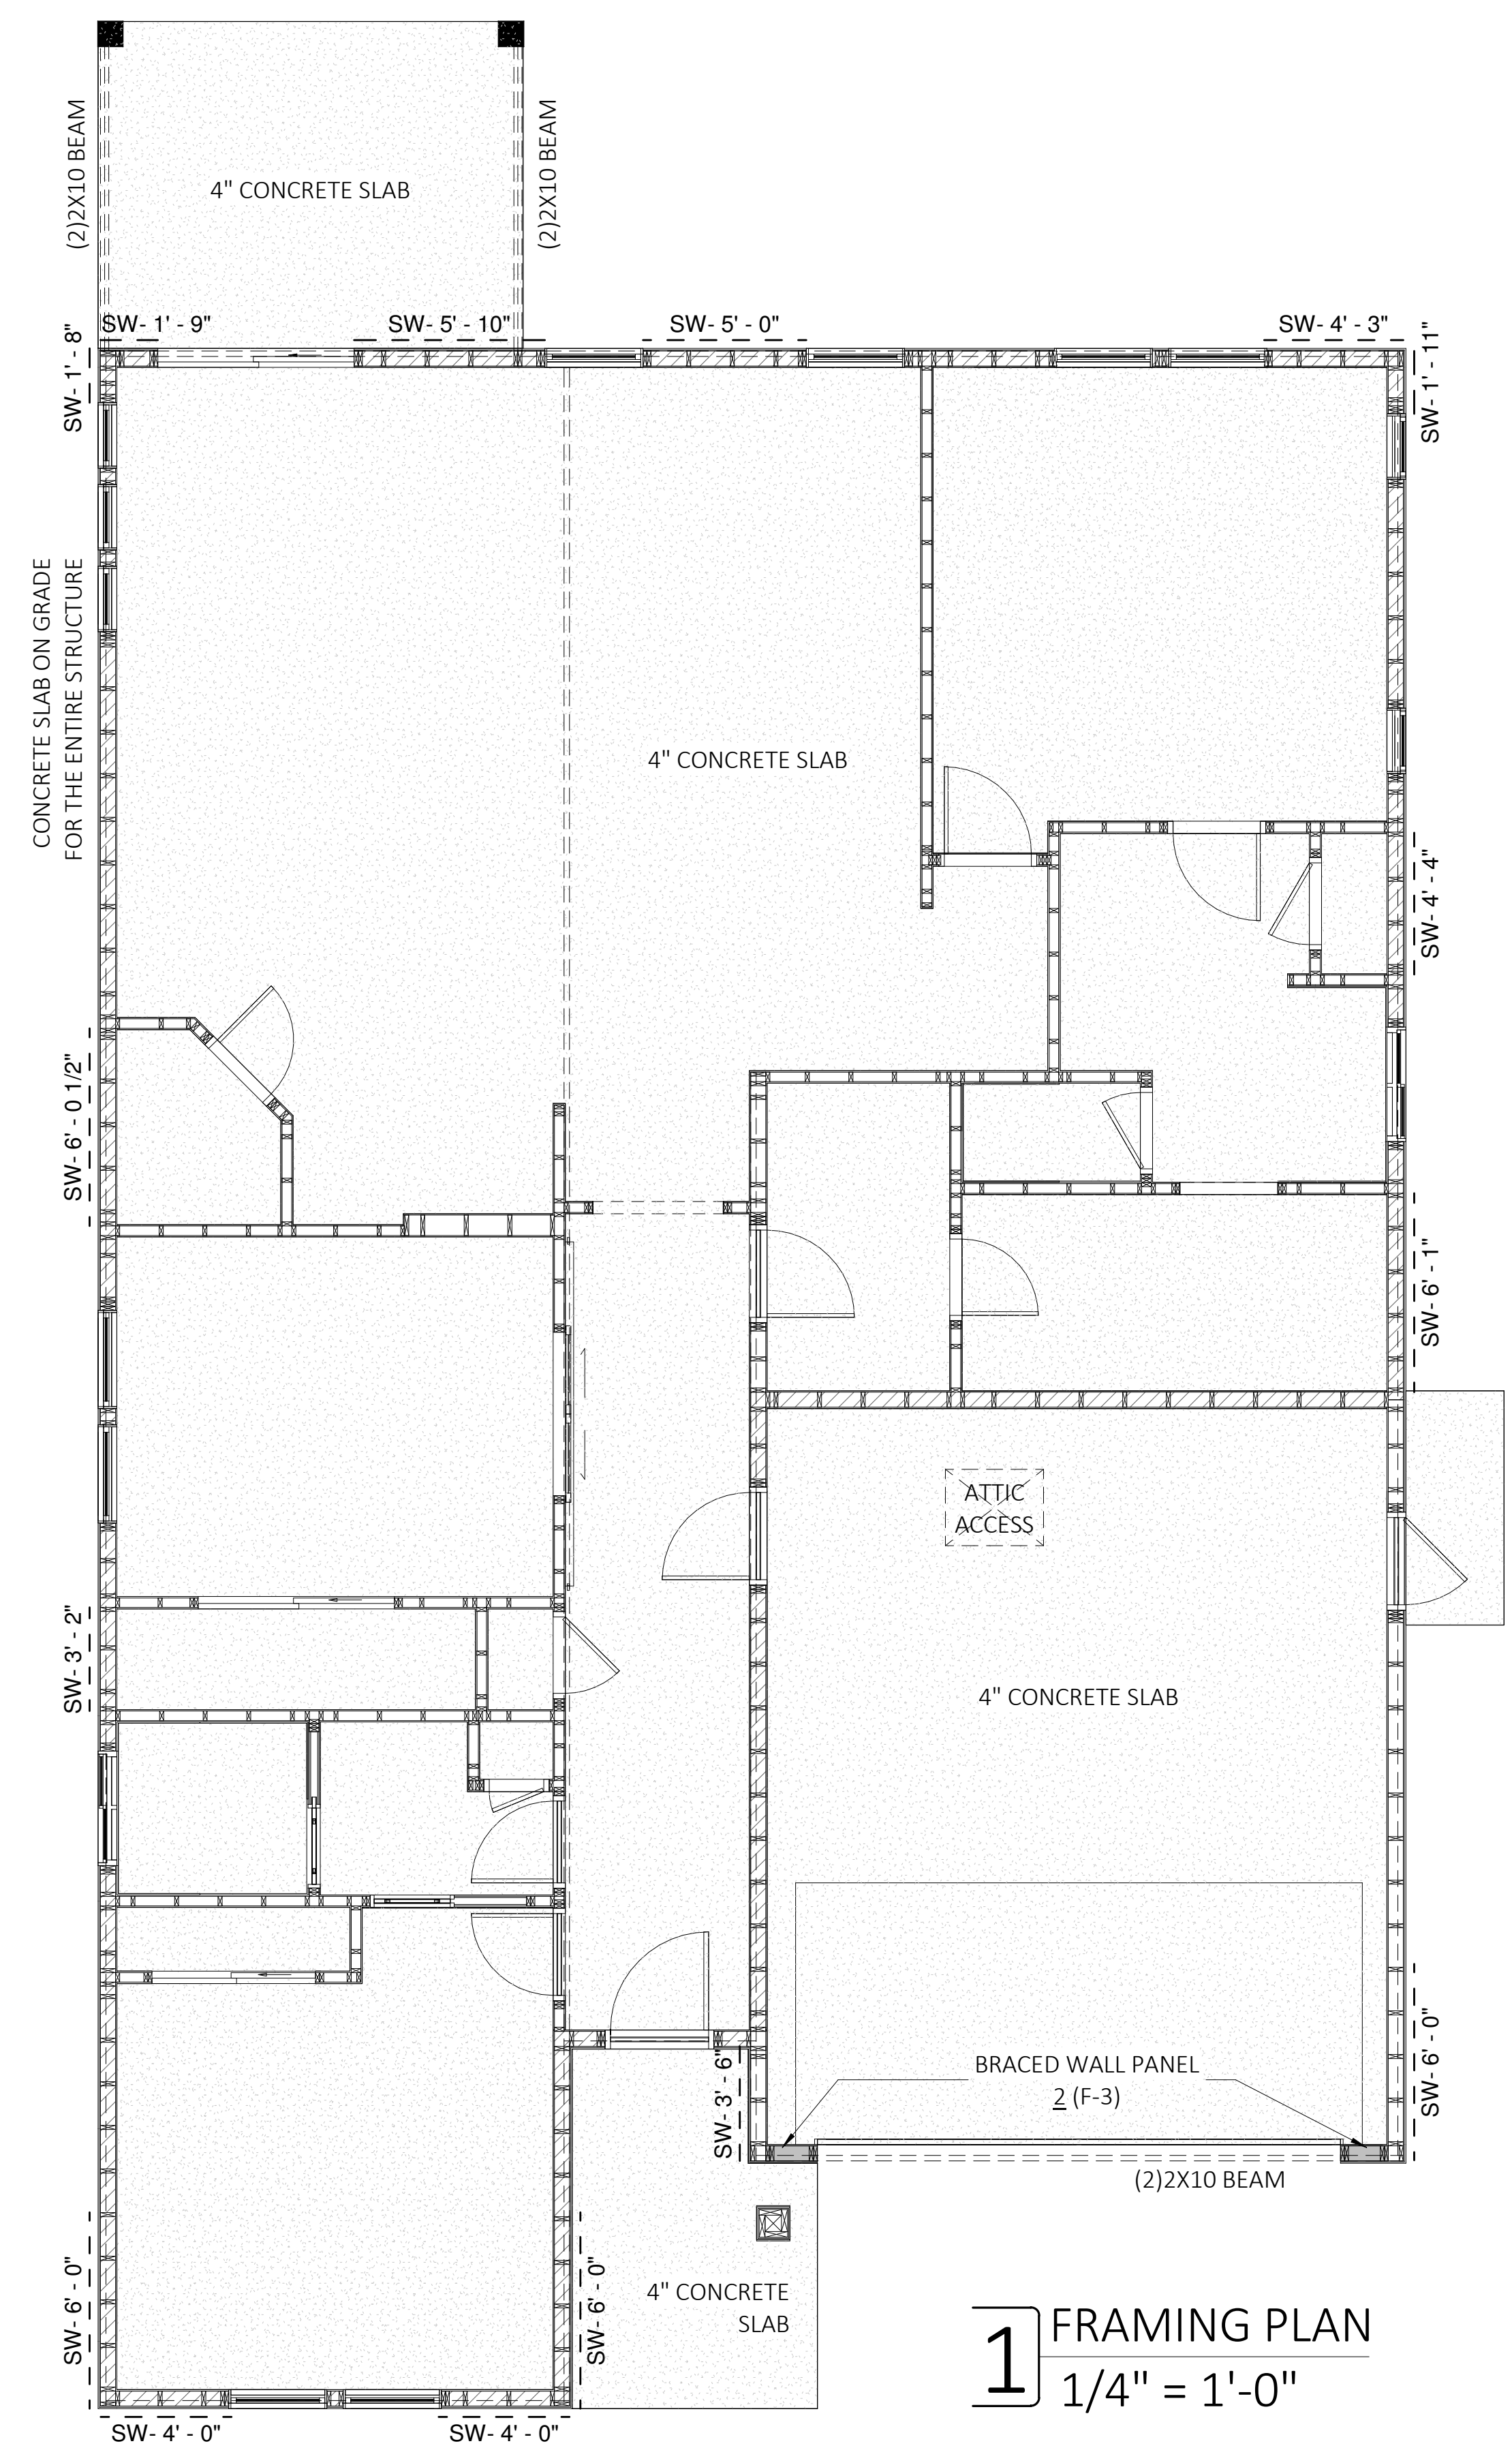 (2)2X10 BEAM
(2)2X10 BEAM
4" CONCRETE SLAB
SW- 1' - 9"
SW- 5' - 10"
SW- 5' - 0"
SW- 4' - 3"
SW- 1' - 8"
SW- 1' - 11"
CONCRETE SLAB ON GRADE
FOR THE ENTIRE STRUCTURE
4" CONCRETE SLAB
SW- 4' - 4"
SW- 6' - 0 1/2"
SW- 6' - 1"
ATTIC
ACCESS
SW- 3' - 2"
4" CONCRETE SLAB
SW- 3' - 6"
BRACED WALL PANEL
2 (F-3)
SW- 6' - 0"
(2)2X10 BEAM
SW- 6' - 0"
SW- 6' - 0"
4" CONCRETE
SLAB
SW- 4' - 0"
SW- 4' - 0"
1
FRAMING PLAN
1/4" = 1'-0"